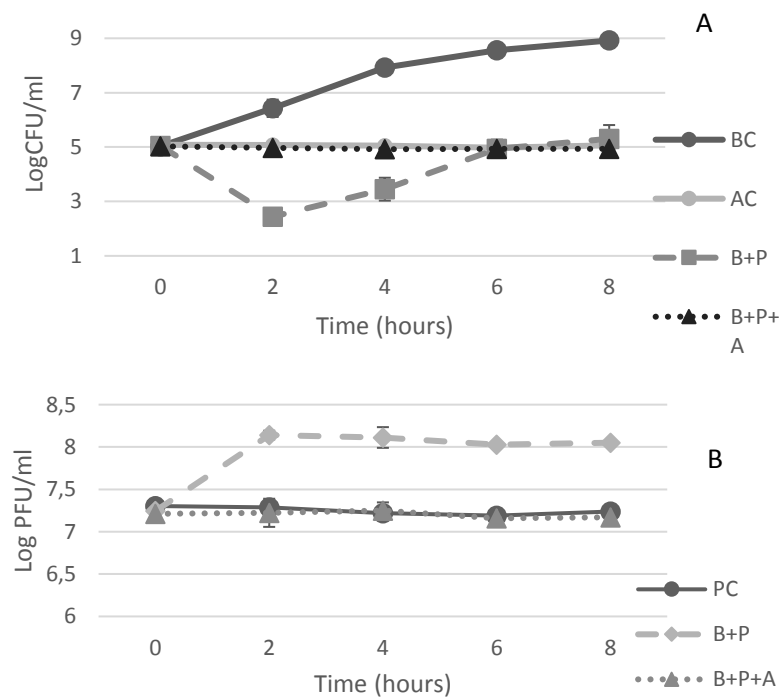 A
9
7
5
3
1
LogCFU/ml
0 2 4 6 8
Time (hours)
BC
AC
B+P
B+P+
A
B
8,5
8
7,5
7
6,5
6
Log PFU/ml
0 2 4 6 8
Time (hours)
PC
B+P
B+P+A